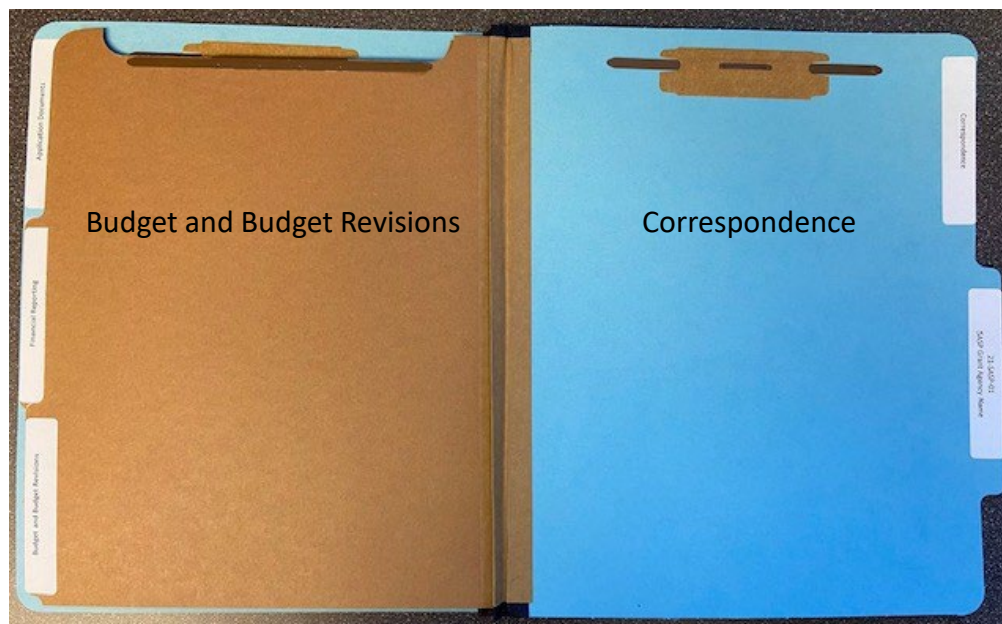 Application Documents
Financial Reporting
Budget and Budget Revisions
Budget and Budget Revisions
Correspondence
Correspondence
21-SASP-01
SASP Grant Agency Name